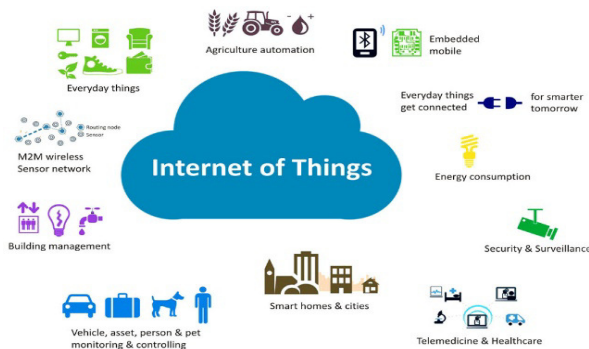 Agriculture automation
Embedded
mobile
Everyday things
Everyday things
get connected
for smarter
tomorrow
Routing node
Sensor
M2M wireless
Sensor network
Internet of Things
Energy consumption
Building management
Security & Surveillance
Smart homes & cities
Vehicle, asset, person & pet
monitoring & controlling
Telemedicine & Healthcare